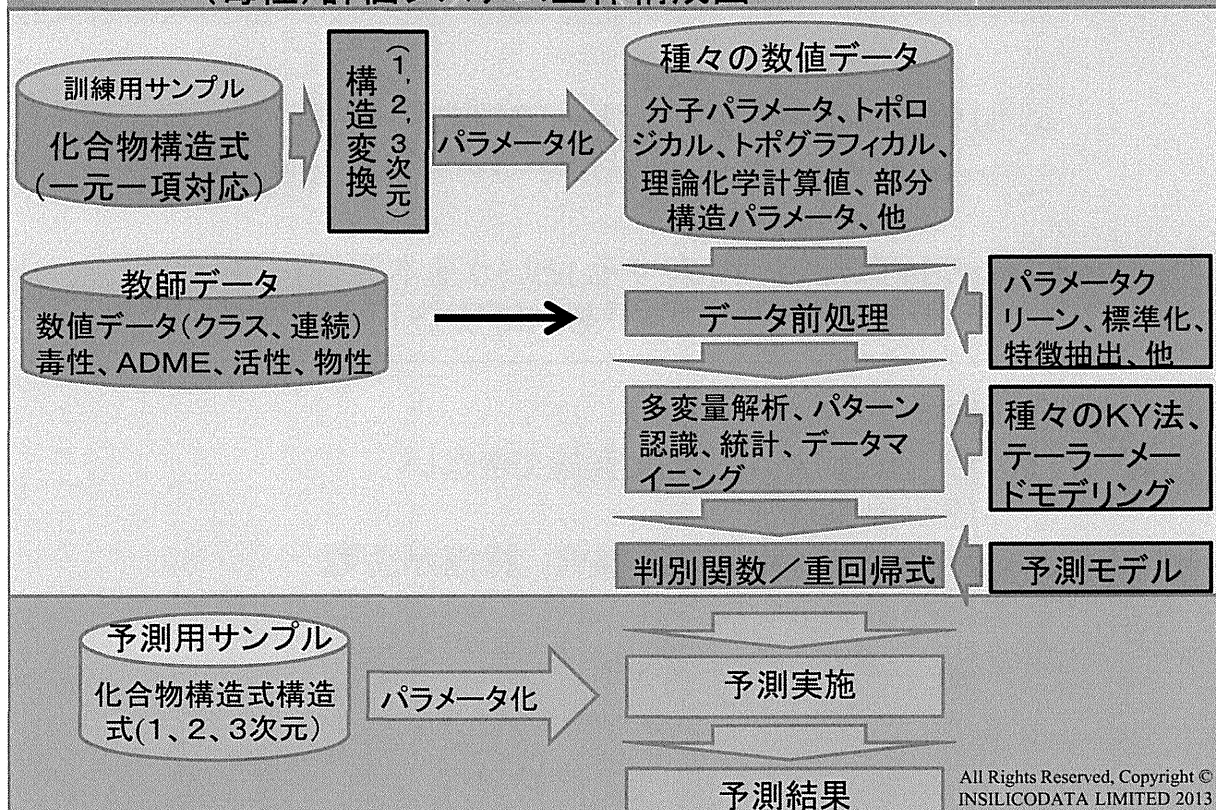 訓練用サンプル
化合物構造式
(一元一項対応)
構造変換
(1,2,3次元)
パラメータ化
種々の数値データ
分子パラメータ、トポロ
ジカル、トポグラフィカル、
理論化学計算値、部分
構造パラメータ、他
教師データ
数値データ(クラス、連続)
毒性、ADME、活性、物性
データ前処理
パラメータク
リーン、標準化、
特徴抽出、他
多変量解析、パターン
認識、統計、データマ
イニング
種々のKY法、
テーラーメー
ドモデリング
判別関数／重回帰式
予測モデル
予測用サンプル
化合物構造式構造
式(1、2、3次元)
パラメータ化
予測実施
予測結果
All Rights Reserved, Copyright ©
INSILICODATA LIMITED 2013